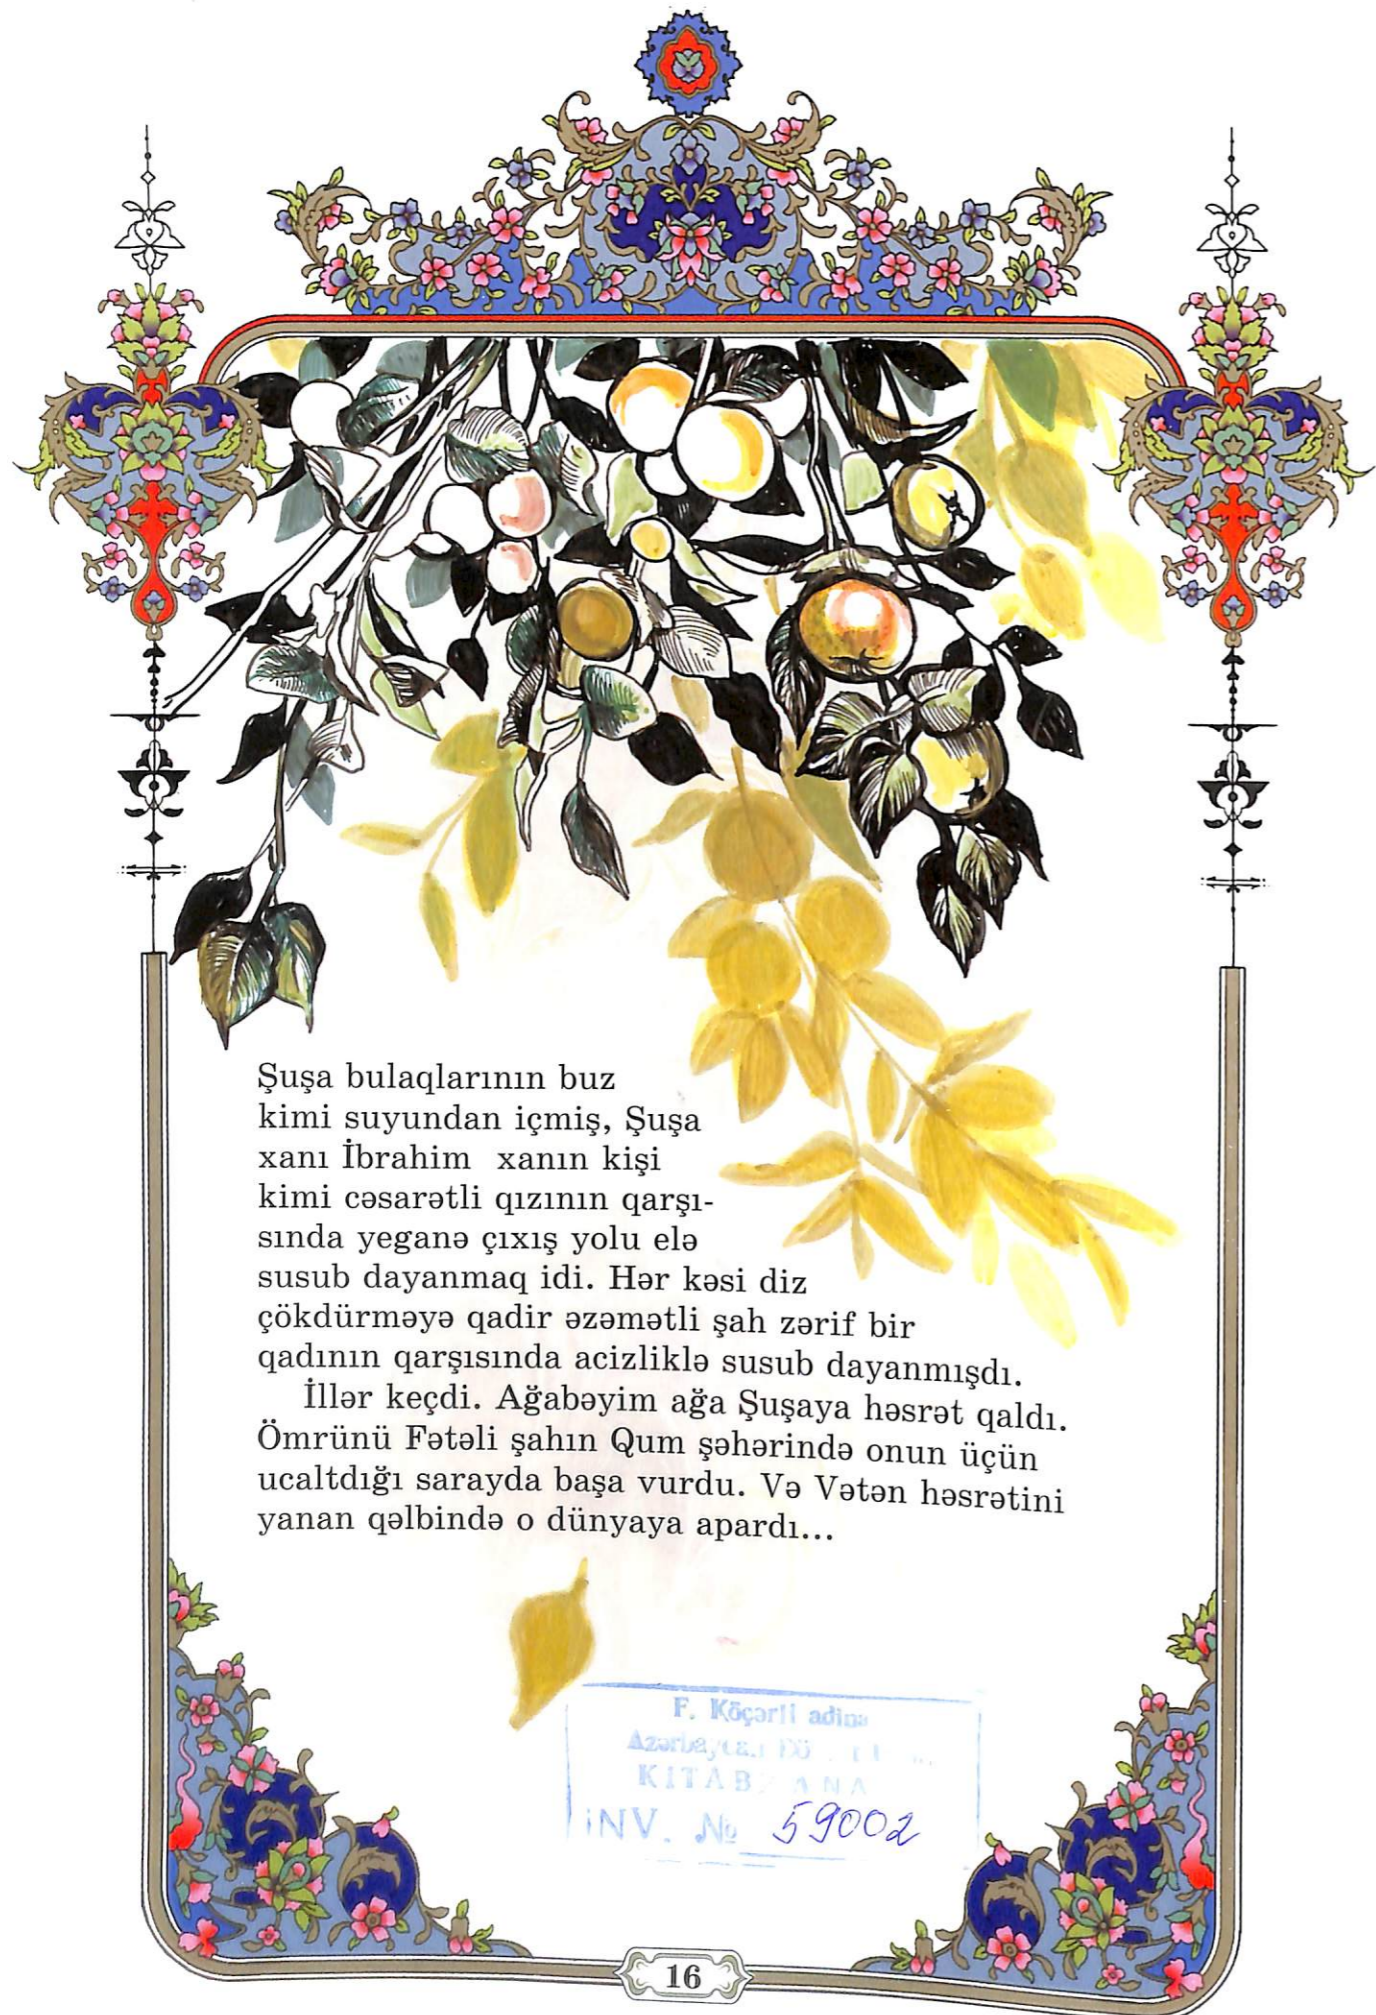 Şuşa bulaqlarının buz
kimi suyundan içmiş, Şuşa
xanı İbrahim xanın kişi
kimi cəsarətli qızının qarşı-
sında yeganə çıxış yolu elə
susub dayanmaq idi. Hər kəsi diz
çökdürməyə qadir əzəmətli şah zərif bir
qadının qarşısında acizliklə susub dayanmışdı.
İllər keçdi. Ağabəyim ağa Şuşaya həsrət qaldı.
Ömrünü Fətəli şahın Qum şəhərində onun üçün
ucaltdığı sarayda başa vurdu. Və Vətən həsrətini
yanan qəlbində o dünyaya apardı...
F. Köçərli adına
İNV. № 59002
16